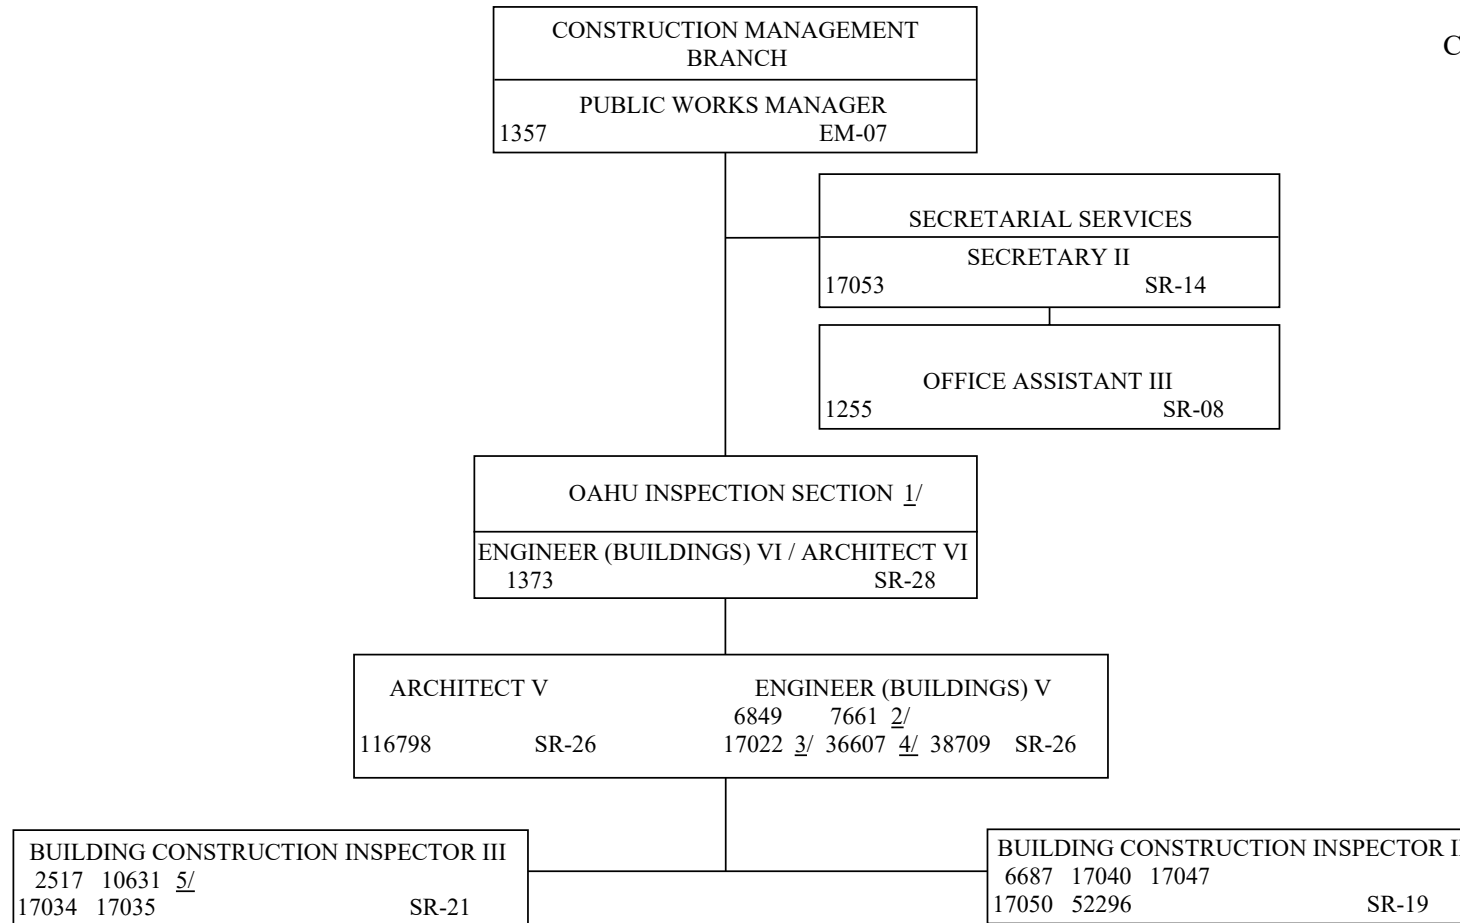 CONSTRUCTION MANAGEMENT
BRANCH
PUBLIC WORKS MANAGER
1357 EM-07
C
SECRETARIAL SERVICES
SECRETARY II
17053 SR-14
OFFICE ASSISTANT III
1255 SR-08
OAHU INSPECTION SECTION 1/
ENGINEER (BUILDINGS) VI / ARCHITECT VI
1373 SR-28
ARCHITECT V
116798 SR-26
ENGINEER (BUILDINGS) V
6849 7661 2/
17022 3/ 36607 4/ 38709 SR-26
BUILDING CONSTRUCTION INSPECTOR III
2517 10631 5/
17034 17035 SR-21
BUILDING CONSTRUCTION INSPECTOR
6687 17040 17047
17050 52296 SR-19